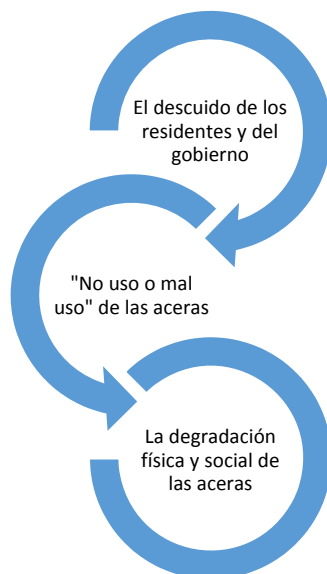 El descuido de los
residentes y del
gobierno
"No uso o mal
uso" de las aceras
La degradación
física y social de
las aceras